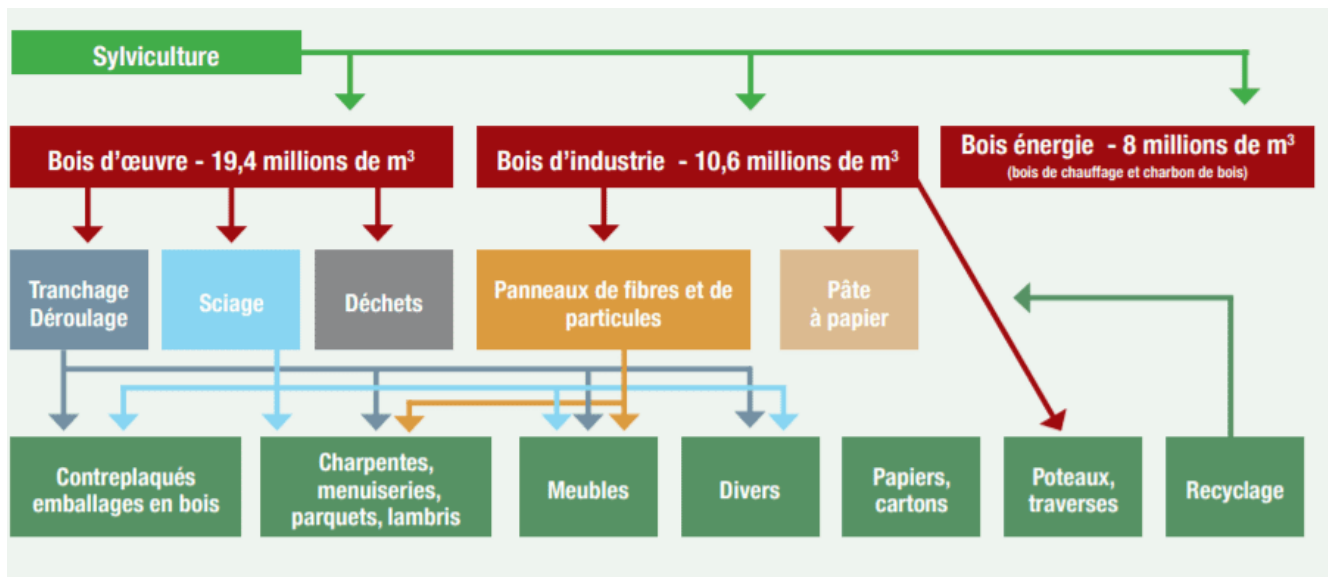 Sylviculture
Bois d'œuvre - 19,4 millions de m³
Bois d'industrie - 10,6 millions de m³
Bois énergie - 8 millions de m³
(bois de chauffage et charbon de bois)
Tranchage
Déroulage
Sciage
Déchets
Panneaux de fibres et de
particules
Pâte
à papier
Contreplaqués
emballages en bois
Charpentes,
menuiseries,
parquets, lambris
Meubles
Divers
Papiers,
cartons
Poteaux,
traverses
Recyclage